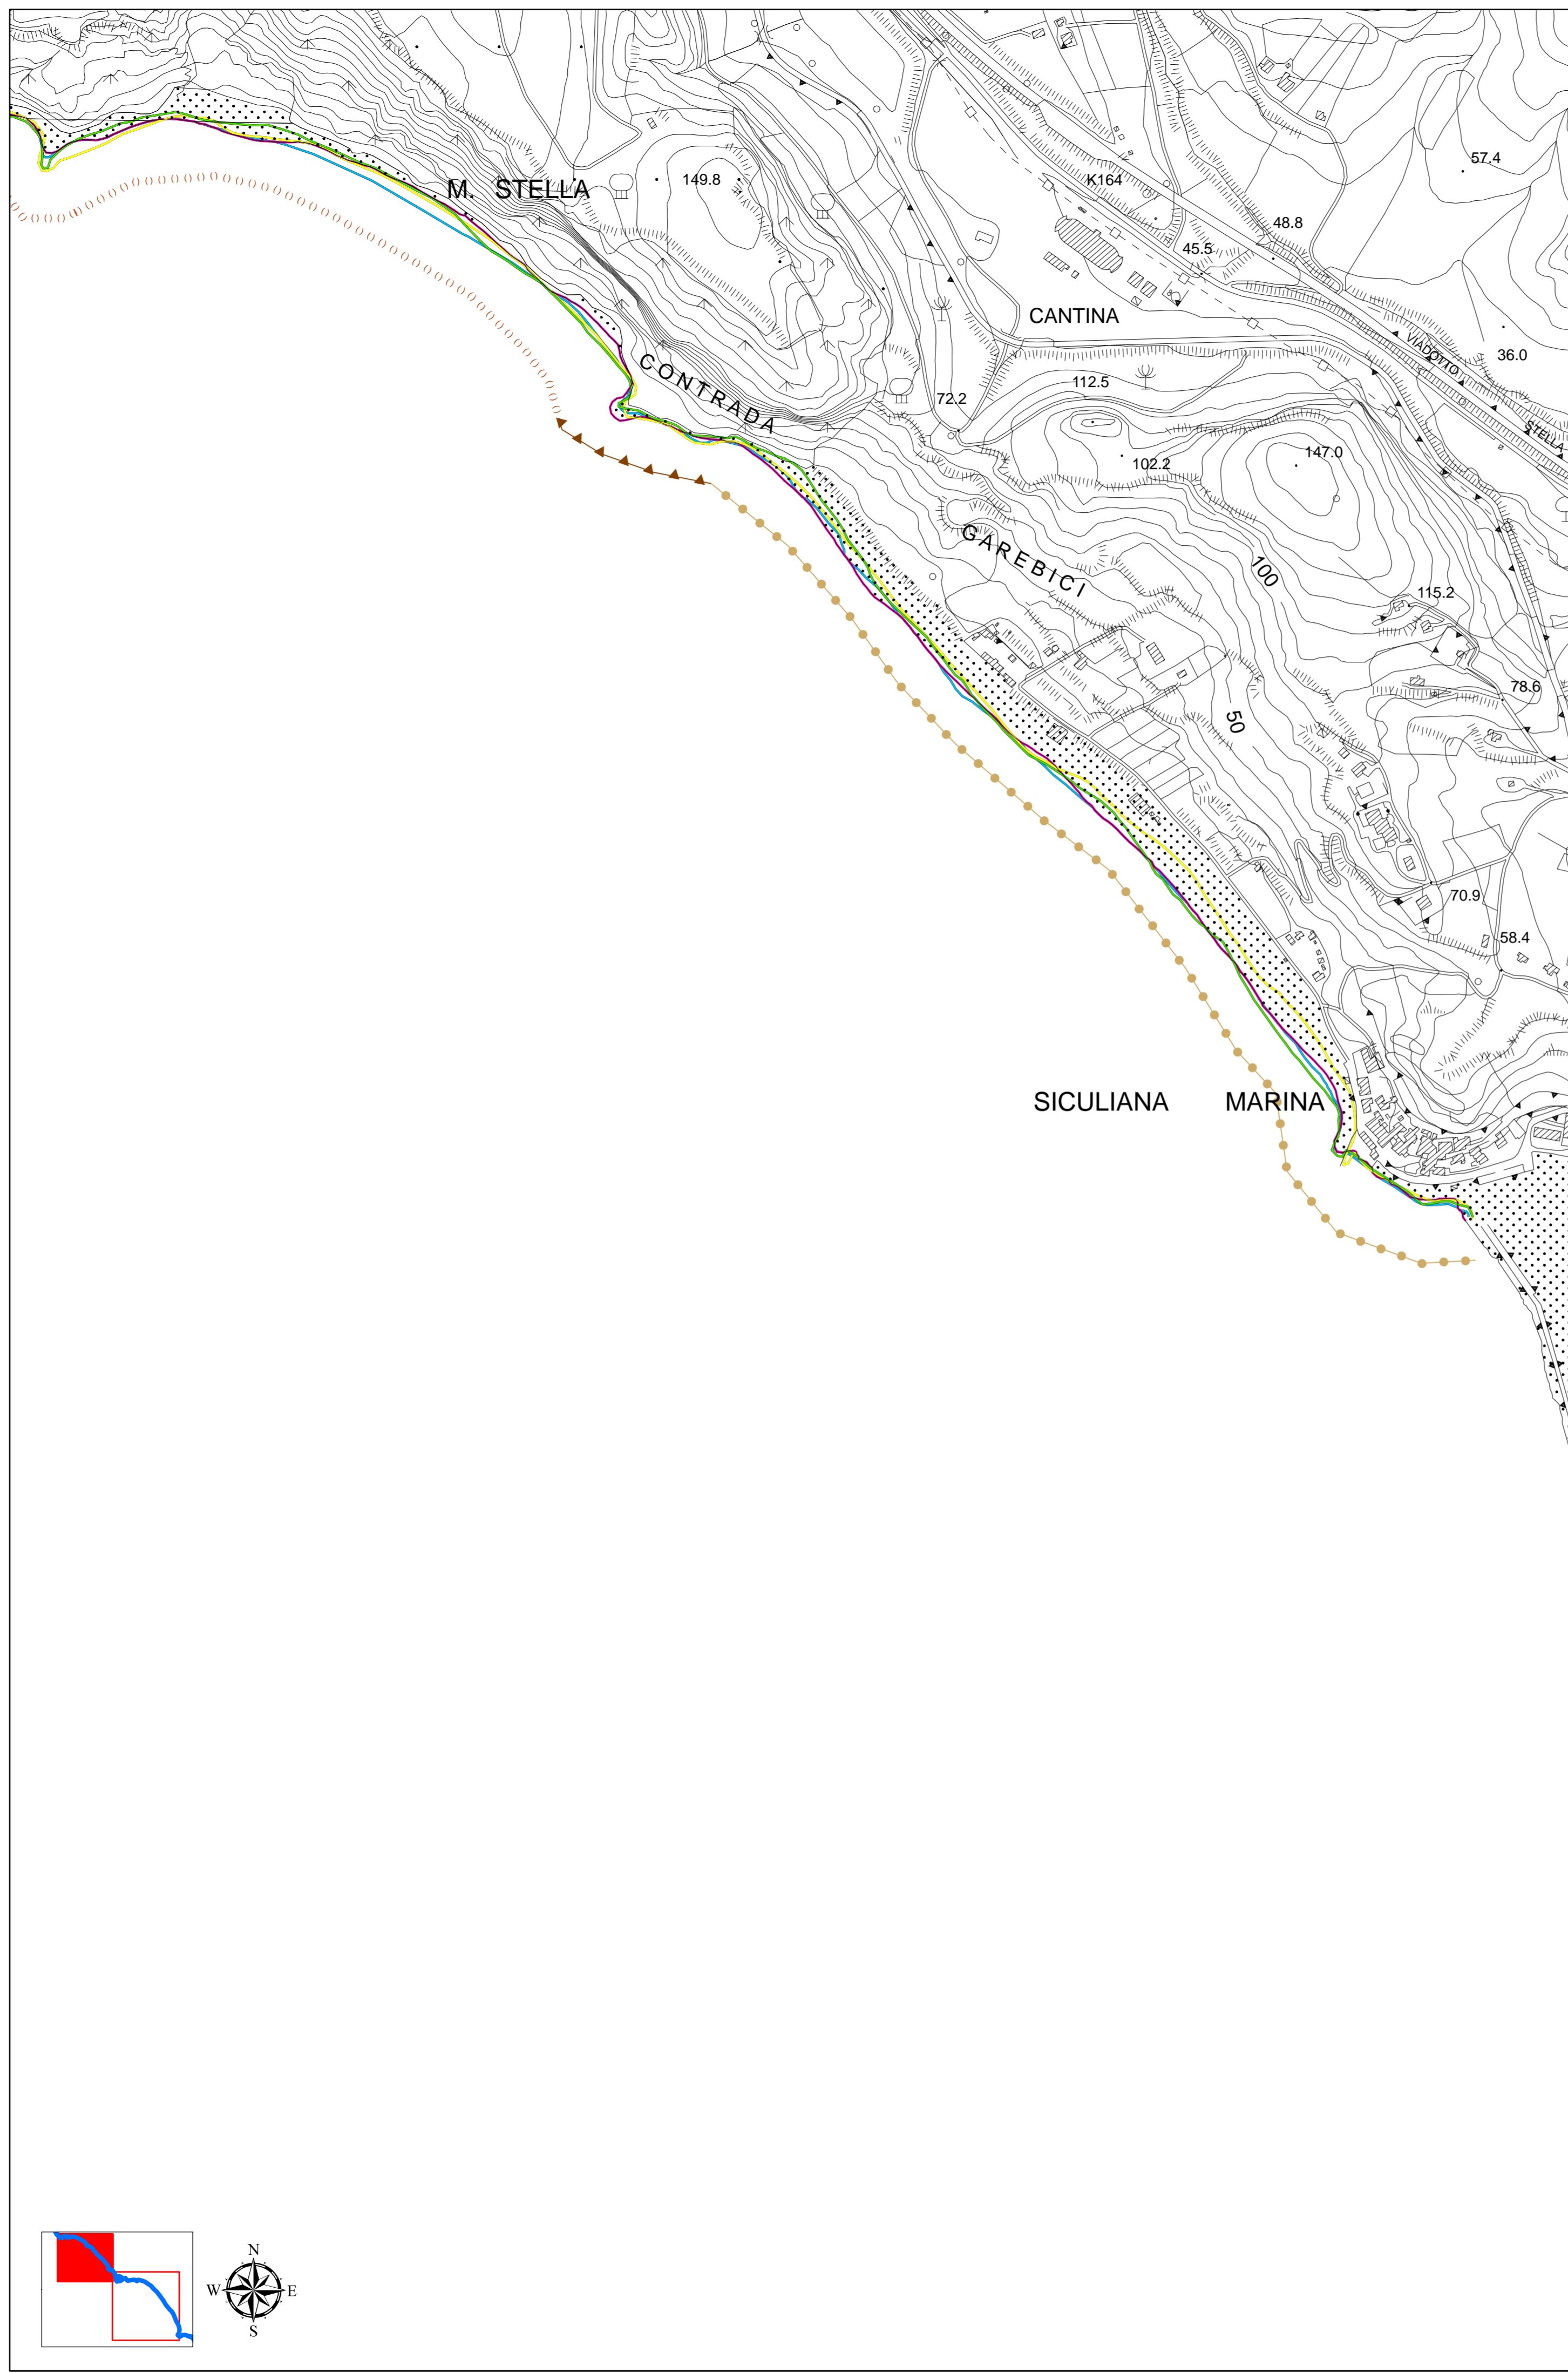 57.4
K164
149.8
M. STELLA
48.8
45.5
CANTINA
VIADOTTO
STELLA
36.0
CONTRADA
112.5
72.2
102.2
147.0
GAREBICI
100
115.2
78.6
50
70.9
58.4
SICULIANA MARINA
N
W E
S